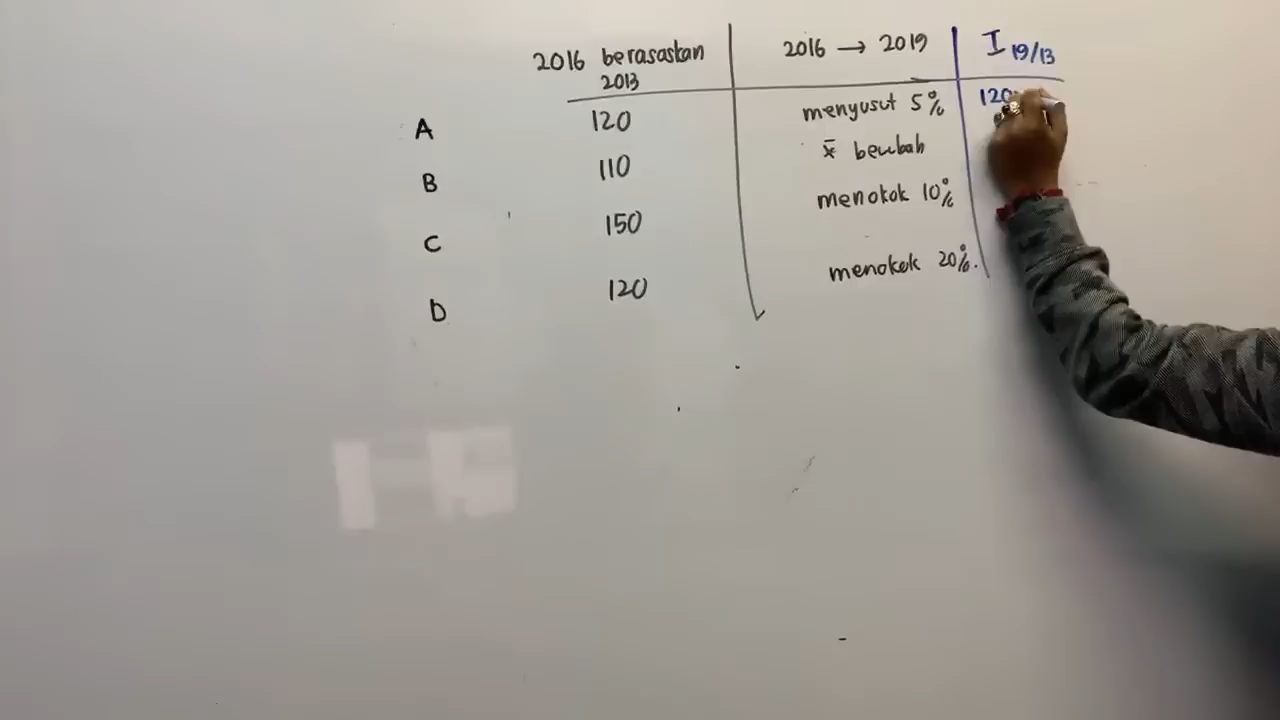 2016 berasaskan 2016 → 2019 I 19/13
2013
A 120 menyusut 5% 120
B 110 x̄ berubah
C 150 menokok 10%
D 120 menokok 20%.